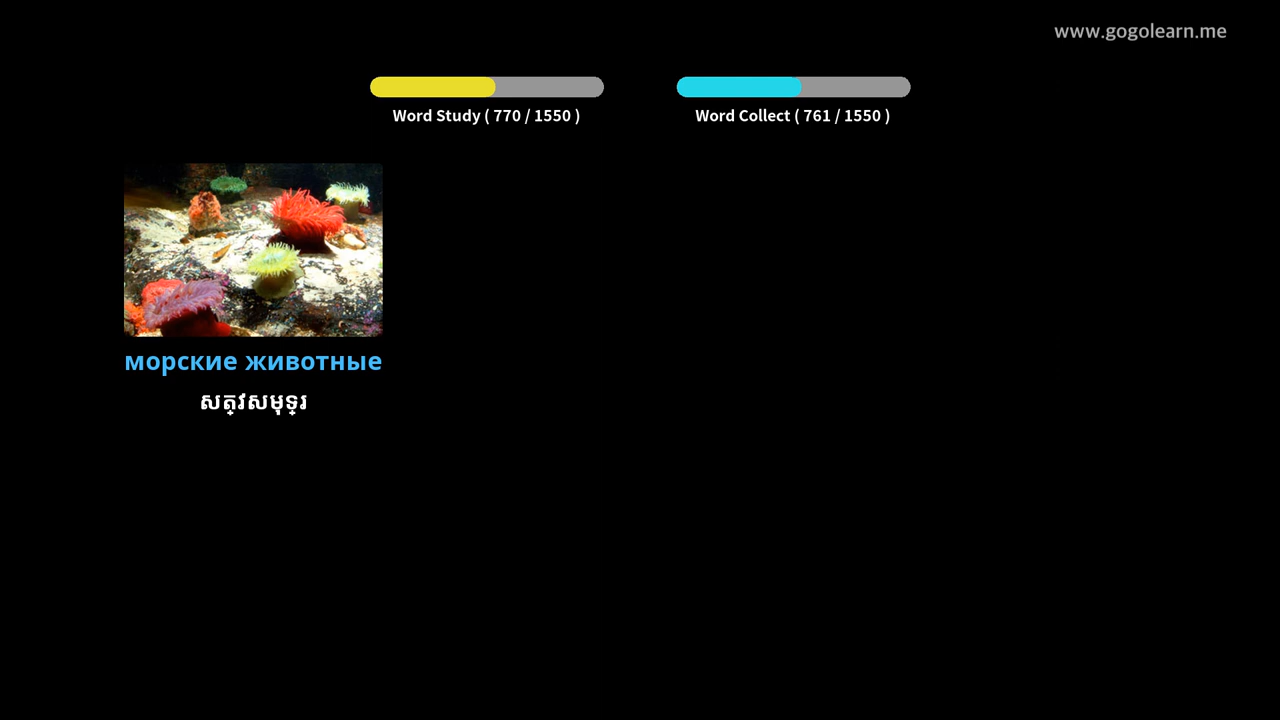 www.gogolearn.me
Word Study ( 770 / 1550 )
Word Collect ( 761 / 1550 )
морские животные
សត្វសមុទ្រ